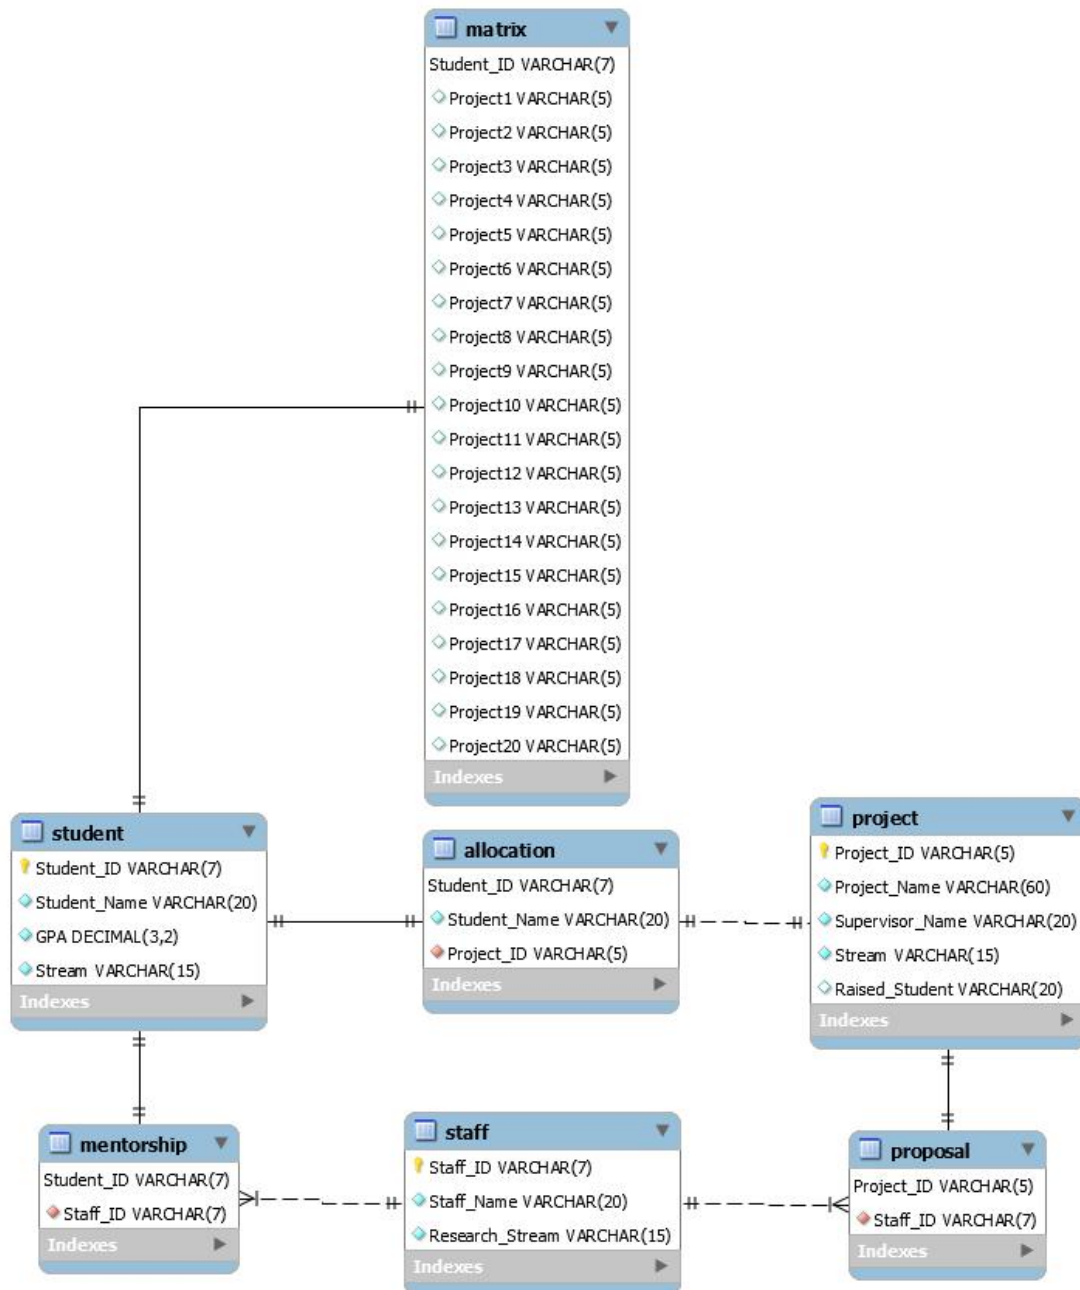 matrix
Student_ID VARCHAR(7)
Project1 VARCHAR(5)
Project2 VARCHAR(5)
Project3 VARCHAR(5)
Project4 VARCHAR(5)
Project5 VARCHAR(5)
Project6 VARCHAR(5)
Project7 VARCHAR(5)
Project8 VARCHAR(5)
Project9 VARCHAR(5)
Project10 VARCHAR(5)
Project11 VARCHAR(5)
Project12 VARCHAR(5)
Project13 VARCHAR(5)
Project14 VARCHAR(5)
Project15 VARCHAR(5)
Project16 VARCHAR(5)
Project17 VARCHAR(5)
Project18 VARCHAR(5)
Project19 VARCHAR(5)
Project20 VARCHAR(5)
Indexes
student
Student_ID VARCHAR(7)
Student_Name VARCHAR(20)
GPA DECIMAL(3,2)
Stream VARCHAR(15)
Indexes
allocation
Student_ID VARCHAR(7)
Student_Name VARCHAR(20)
Project_ID VARCHAR(5)
Indexes
project
Project_ID VARCHAR(5)
Project_Name VARCHAR(60)
Supervisor_Name VARCHAR(20)
Stream VARCHAR(15)
Raised_Student VARCHAR(20)
Indexes
mentorship
Student_ID VARCHAR(7)
Staff_ID VARCHAR(7)
Indexes
staff
Staff_ID VARCHAR(7)
Staff_Name VARCHAR(20)
Research_Stream VARCHAR(15)
Indexes
proposal
Project_ID VARCHAR(5)
Staff_ID VARCHAR(7)
Indexes